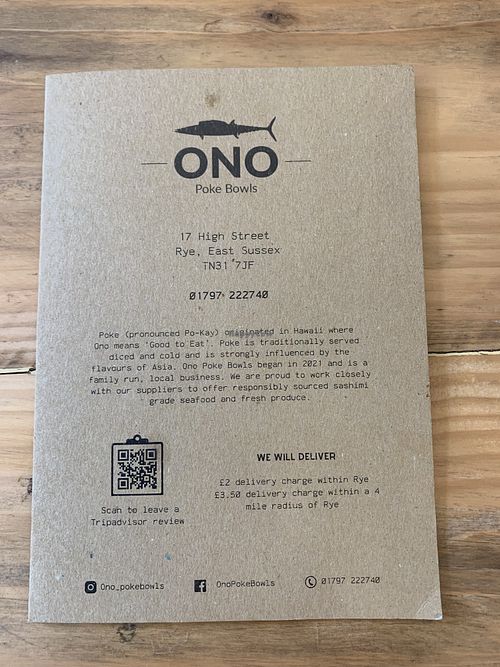 ONO
Poke Bowls
17 High Street
Rye, East Sussex
TN31 7JF
01797 222740
Poke (pronounced Po-Kay) originated in Hawaii where
Ono means 'Good to Eat'. Poke is traditionally served
diced and cold and is strongly influenced by the
flavours of Asia. Ono Poke Bowls began in 2021 and is a
family run, local business. We are proud to work closely
with our suppliers to offer responsibly sourced sashimi
grade seafood and fresh produce.
Scan to leave a
Tripadvisor review
WE WILL DELIVER
£2 delivery charge within Rye
£3.50 delivery charge within a 4
mile radius of Rye
Ono_pokebowls
OnoPokeBowls
01797 222740